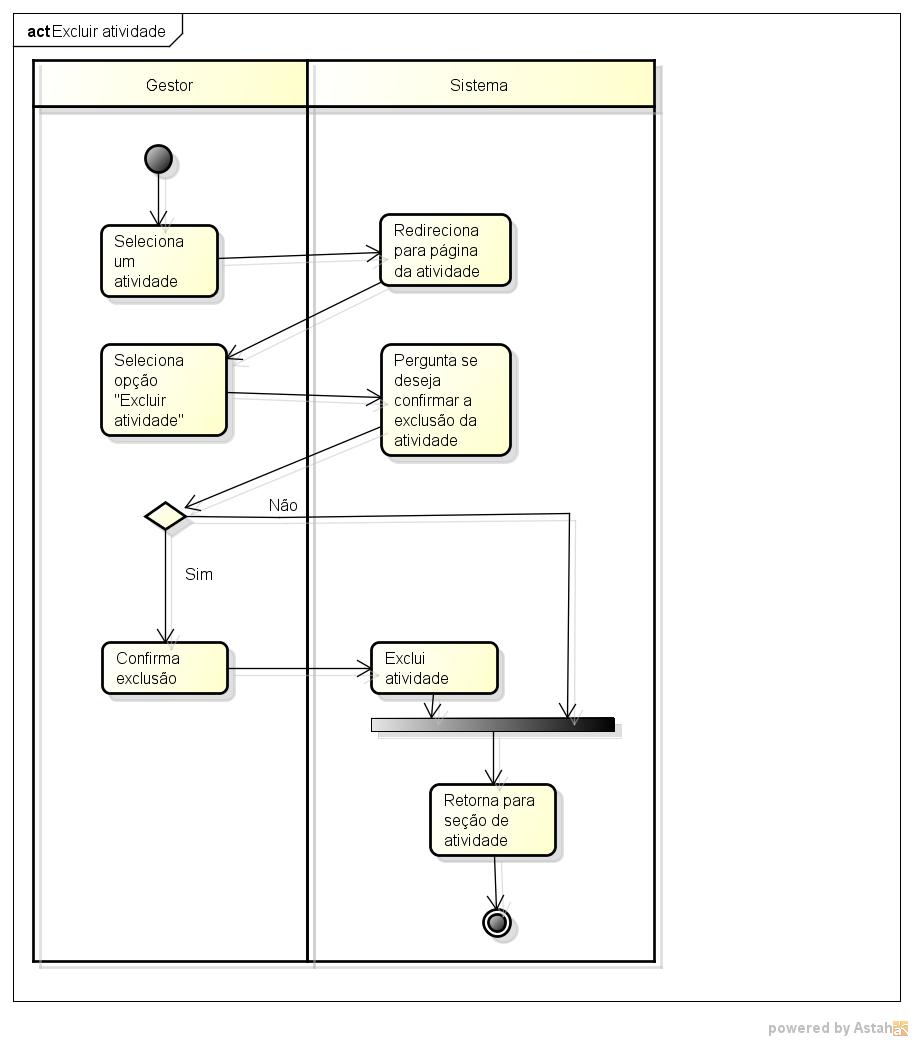 act Excluir atividade
Gestor
Sistema
Seleciona
um
atividade
Redireciona
para página
da atividade
Seleciona
opção
"Excluir
atividade"
Pergunta se
deseja
confirmar a
exclusão da
atividade
Não
Sim
Confirma
exclusão
Exclui
atividade
Retorna para
seção de
atividade
powered by Astah